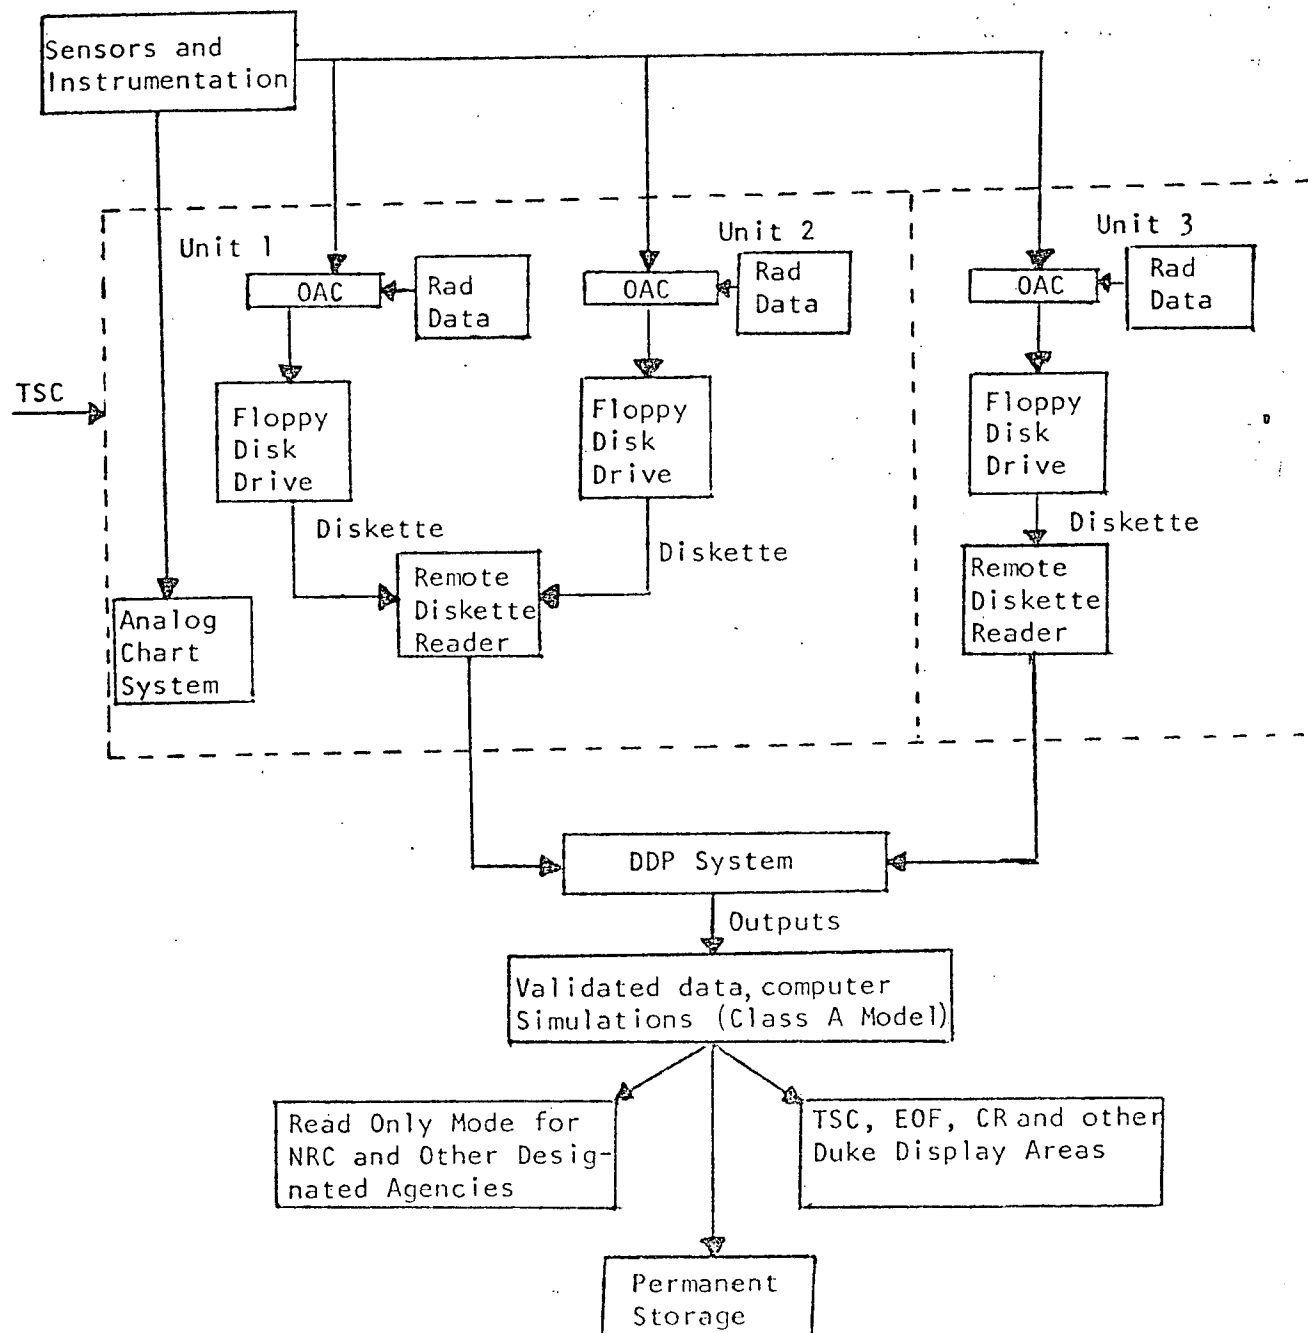 Sensors and
Instrumentation
Unit 1
Unit 2
Unit 3
OAC
Rad
Data
OAC
Rad
Data
OAC
Rad
Data
TSC
Floppy
Disk
Drive
Floppy
Disk
Drive
Floppy
Disk
Drive
Diskette
Diskette
Diskette
Analog
Chart
System
Remote
Diskette
Reader
Remote
Diskette
Reader
DDP System
Outputs
Validated data, computer
Simulations (Class A Model)
Read Only Mode for
NRC and Other Desig-
nated Agencies
TSC, EOF, CR and other
Duke Display Areas
Permanent
Storage